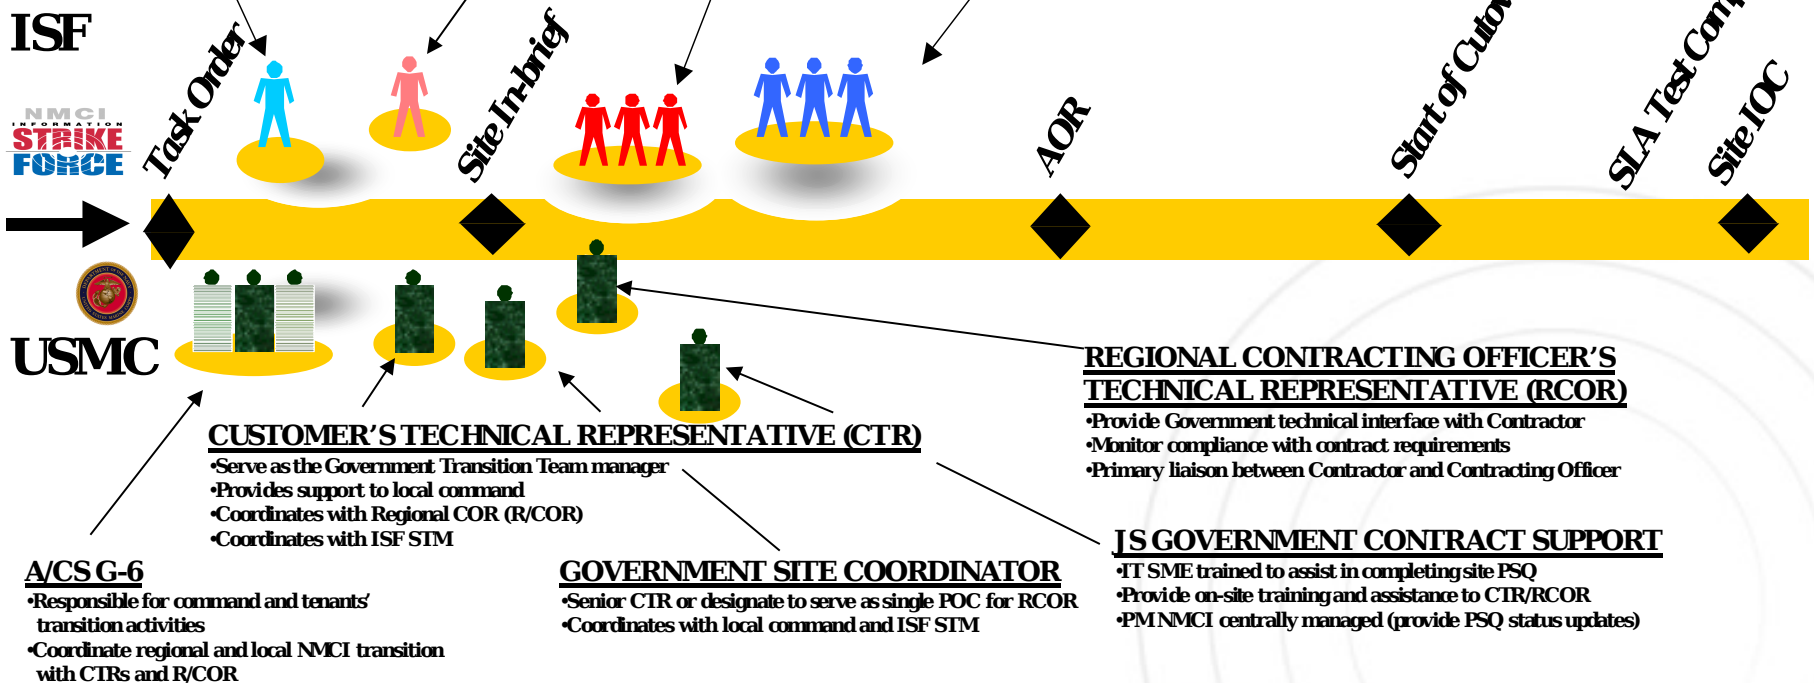 ISF
NMCI
INFORMATION
STRIKE
FORCE
Task Order
Site In-brief
AOR
Start of
SLA Test
Site IOC
USMC
REGIONAL CONTRACTING OFFICER'S
TECHNICAL REPRESENTATIVE (RCOR)
•Provide Government technical interface with Contractor
•Monitor compliance with contract requirements
•Primary liaison between Contractor and Contracting Officer
CUSTOMER'S TECHNICAL REPRESENTATIVE (CTR)
•Serve as the Government Transition Team manager
•Provides support to local command
•Coordinates with Regional COR (R/COR)
•Coordinates with ISF STM
A/CS G-6
•Responsible for command and tenants'
transition activities
•Coordinate regional and local NMCI transition
with CTRs and R/COR
GOVERNMENT SITE COORDINATOR
•Senior CTR or designate to serve as single POC for RCOR
•Coordinates with local command and ISF STM
JS GOVERNMENT CONTRACT SUPPORT
•IT SME trained to assist in completing site PSQ
•Provide on-site training and assistance to CTR/RCOR
•PM NMCI centrally managed (provide PSQ status updates)